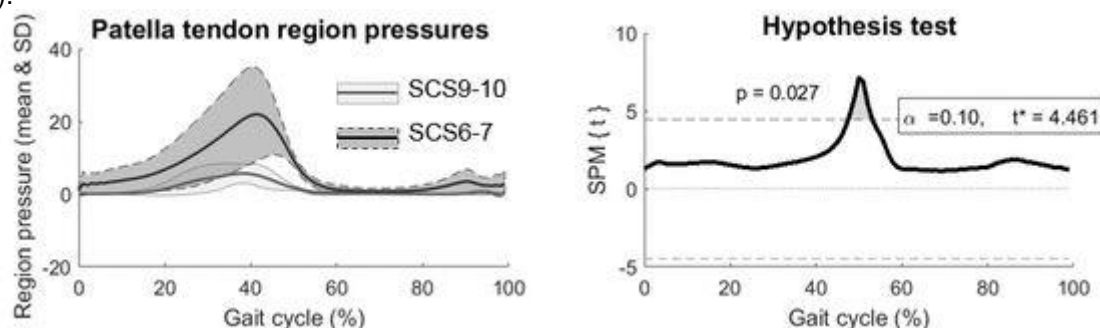 ).
Patella tendon region pressures
Region pressure (mean & SD)
40
20
0
-20
SCS9-10
SCS6-7
0 20 40 60 80 100
Gait cycle (%)
Hypothesis test
SPM { t }
10
5
0
-5
p = 0.027
α =0.10, t* = 4.461
0 20 40 60 80 100
Gait cycle (%)